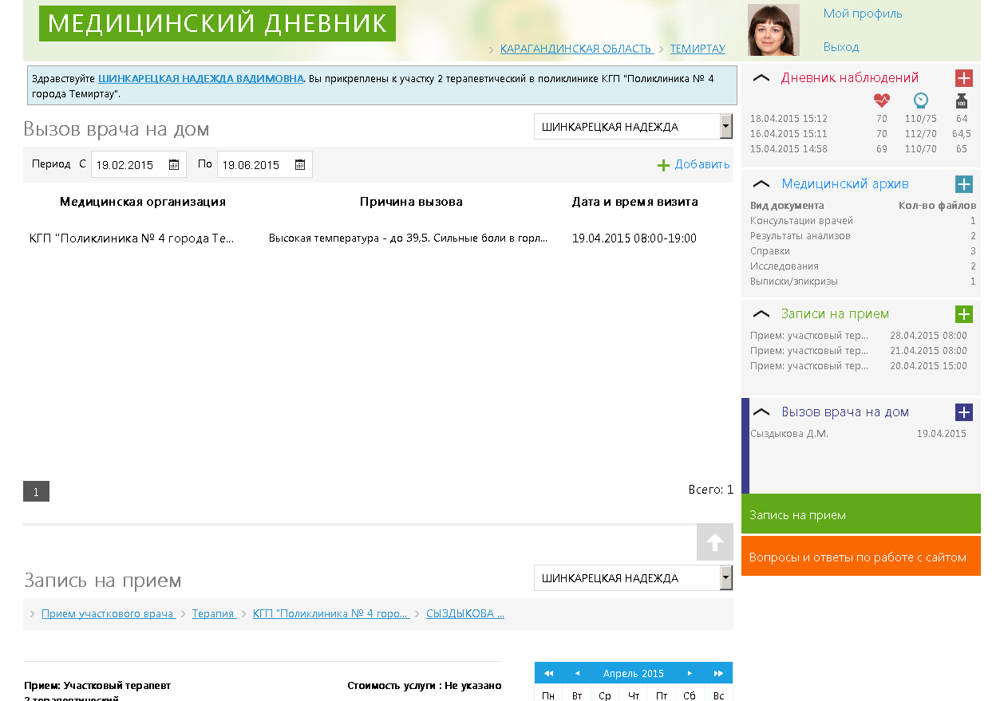 МЕДИЦИНСКИЙ ДНЕВНИК
КАРАГАНДИНСКАЯ ОБЛАСТЬ ТЕМИРТАУ
Мой профиль
Выход
Здравствуйте ШИНКАРЕЦКАЯ НАДЕЖДА ВАДИМОВНА. Вы прикреплены к участку 2 терапевтический в поликлинике КГП "Поликлиника № 4
города Темиртау".
Вызов врача на дом
ШИНКАРЕЦКАЯ НАДЕЖДА
Период С 19.02.2015 По 19.06.2015 Добавить
Медицинская организация Причина вызова Дата и время визита
КГП "Поликлиника № 4 города Те... Высокая температура - до 39,5. Сильные боли в горл... 19.04.2015 08:00-19:00
1 Всего: 1
Запись на прием
ШИНКАРЕЦКАЯ НАДЕЖДА
Прием участкового врача Терапия КГП "Поликлиника № 4 горо... СЫЗДЫКОВА ...
Прием: Участковый терапевт Стоимость услуги : Не указано
2 терапевтический
Апрель 2015
Пн Вт Ср Чт Пт Сб Вс
Дневник наблюдений
100
18.04.2015 15:12 70 110/75 64
16.04.2015 15:11 70 112/70 64,5
15.04.2015 14:58 69 110/70 65
Медицинский архив
Вид документа Кол-во файлов
Консультации врачей 1
Результаты анализов 2
Справки 3
Исследования 2
Выписки/эпикризы 1
Записи на прием
Прием: участковый тер... 28.04.2015 08:00
Прием: участковый тер... 21.04.2015 08:00
Прием: участковый тер... 20.04.2015 15:00
Вызов врача на дом
Сыздыкова Д.М. 19.04.2015
Запись на прием
Вопросы и ответы по работе с сайтом